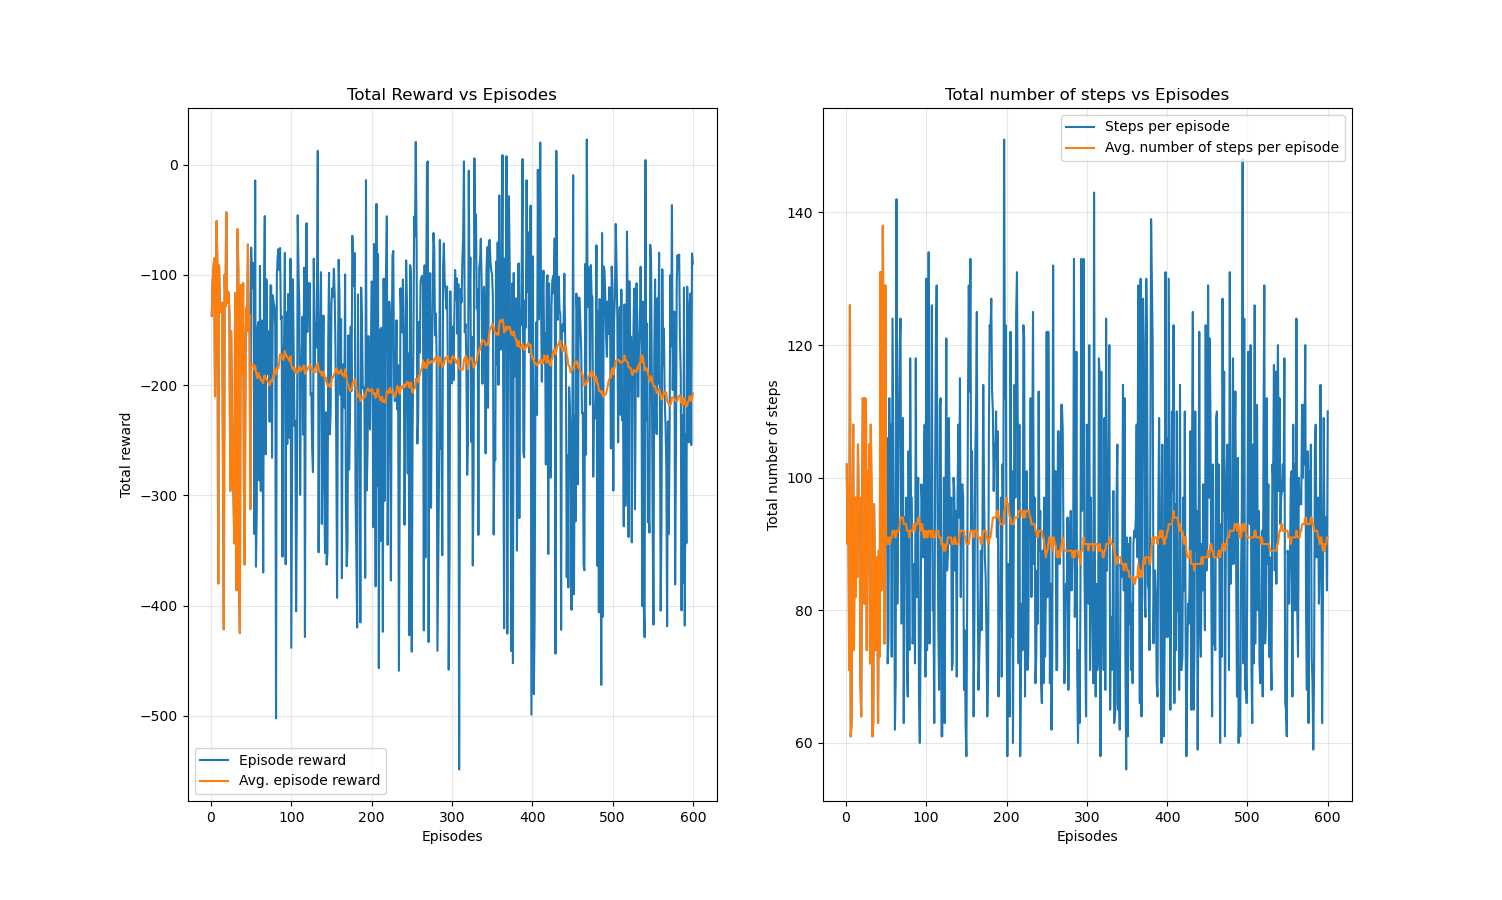 Total Reward vs Episodes
Total reward
0
−100
−200
−300
−400
−500
Episode reward
Avg. episode reward
0 100 200 300 400 500 600
Episodes
Total number of steps vs Episodes
Total number of steps
Steps per episode
Avg. number of steps per episode
140
120
100
80
60
0 100 200 300 400 500 600
Episodes